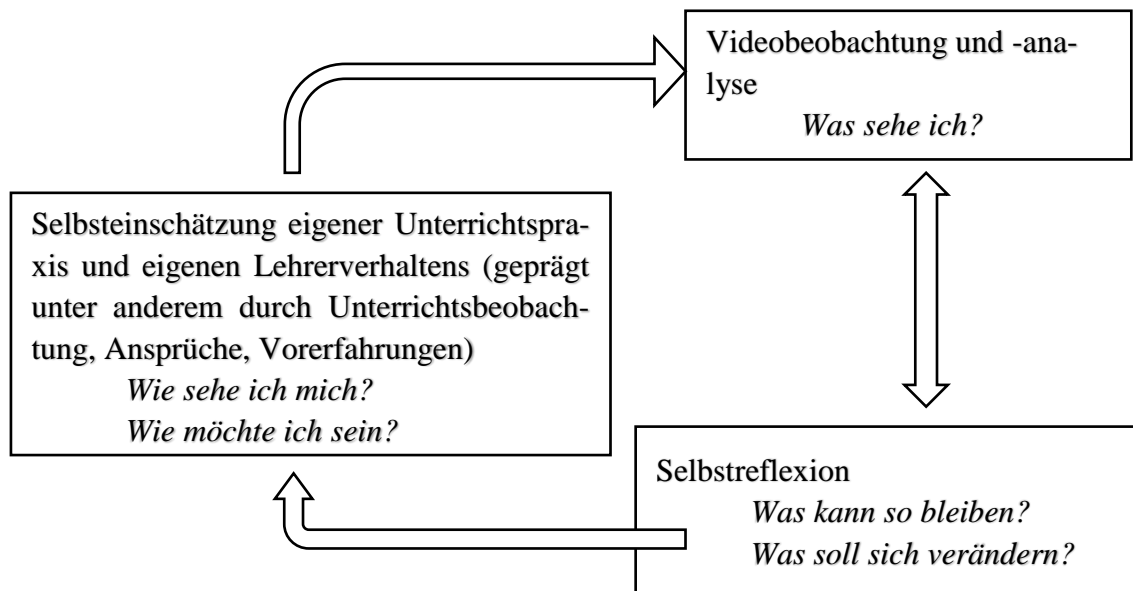 Videobeobachtung und -ana-
lyse
Was sehe ich?
Selbsteinschätzung eigener Unterrichtspra-
xis und eigenen Lehrerverhaltens (geprägt
unter anderem durch Unterrichtsbeobach-
tung, Ansprüche, Vorerfahrungen)
Wie sehe ich mich?
Wie möchte ich sein?
Selbstreflexion
Was kann so bleiben?
Was soll sich verändern?